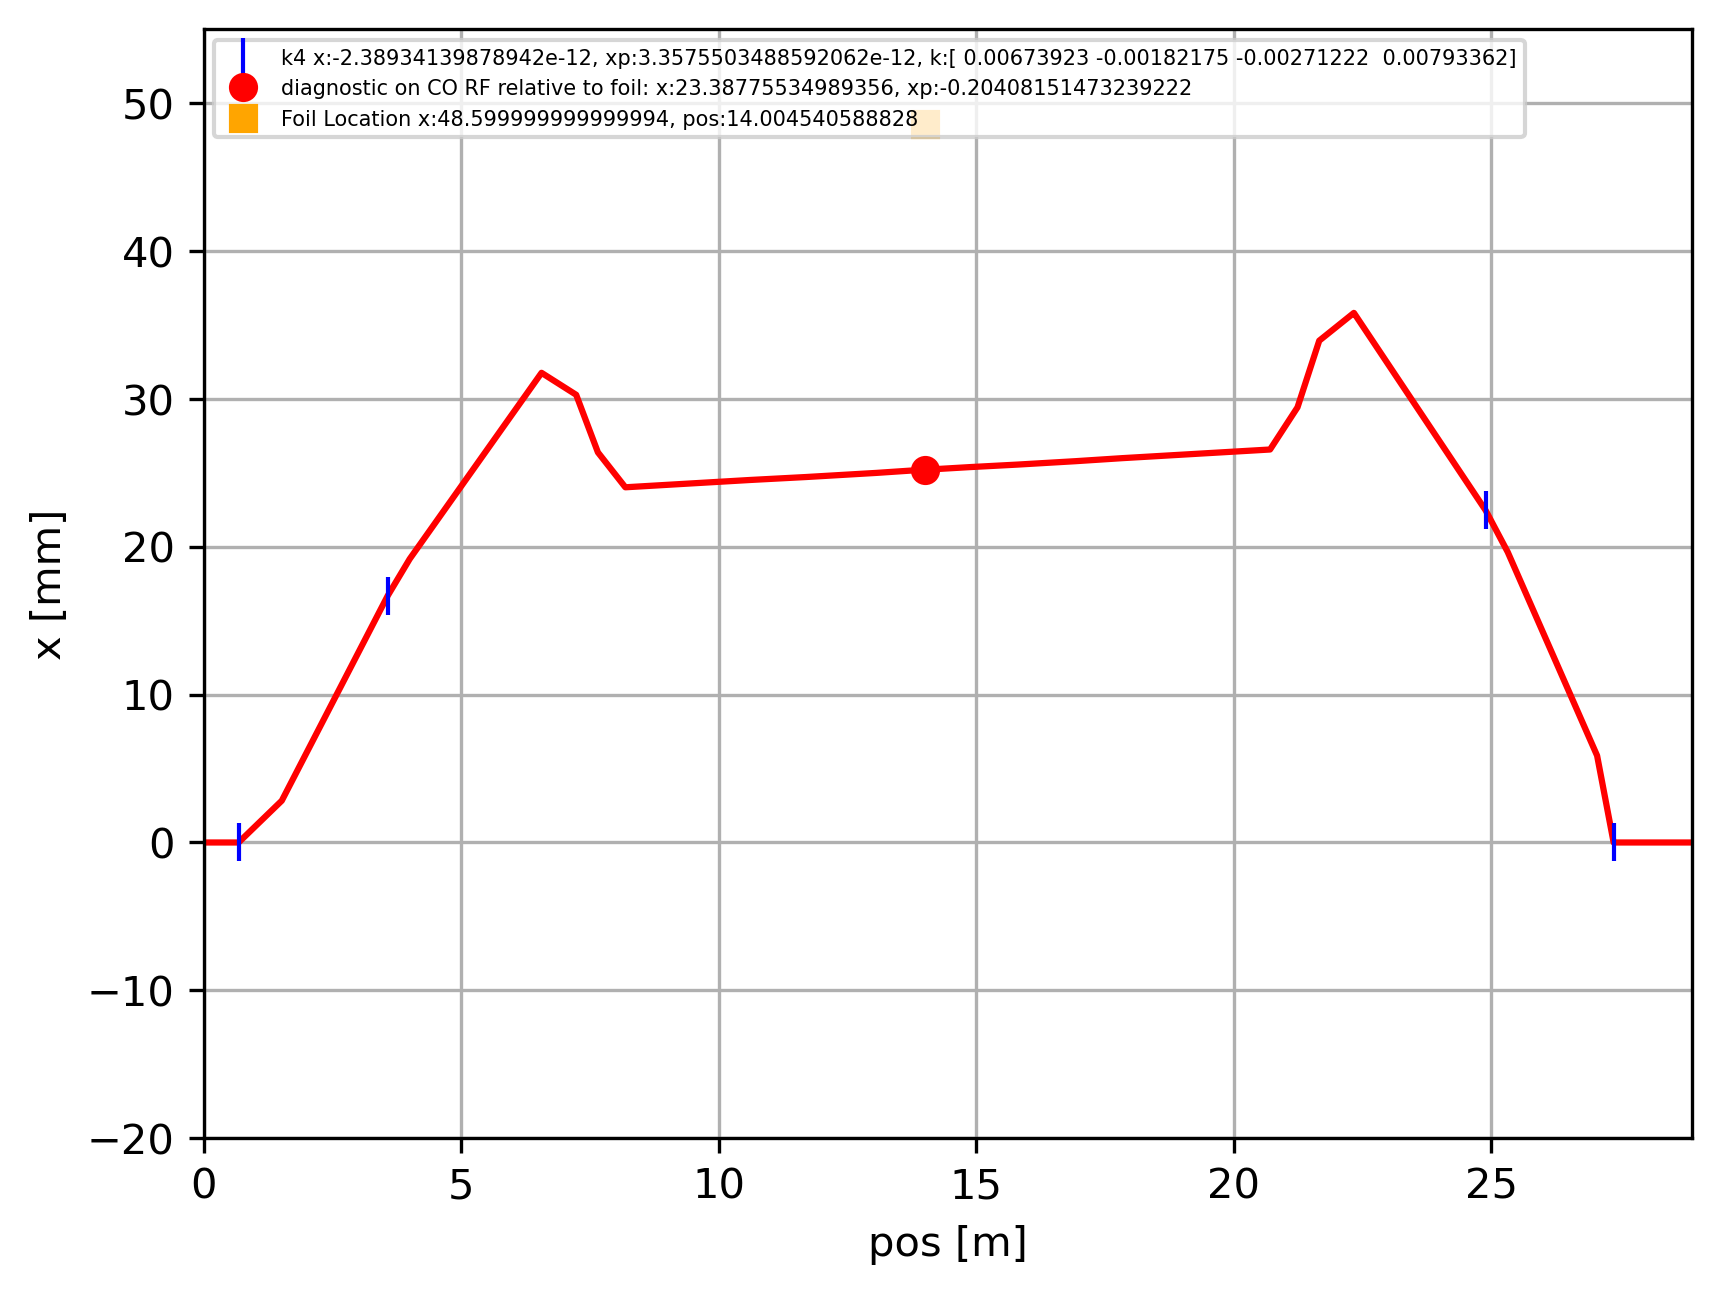 k4 x:-2.38934139878942e-12, xp:3.3575503488592062e-12, k:[ 0.00673923 -0.00182175 -0.00271222  0.00793362]
diagnostic on CO RF relative to foil: x:23.38775534989356, xp:-0.20408151473239222
Foil Location x:48.599999999999994, pos:14.004540588828
50
40
30
20
10
0
−10
−20
x [mm]
0
5
10
15
20
25
pos [m]